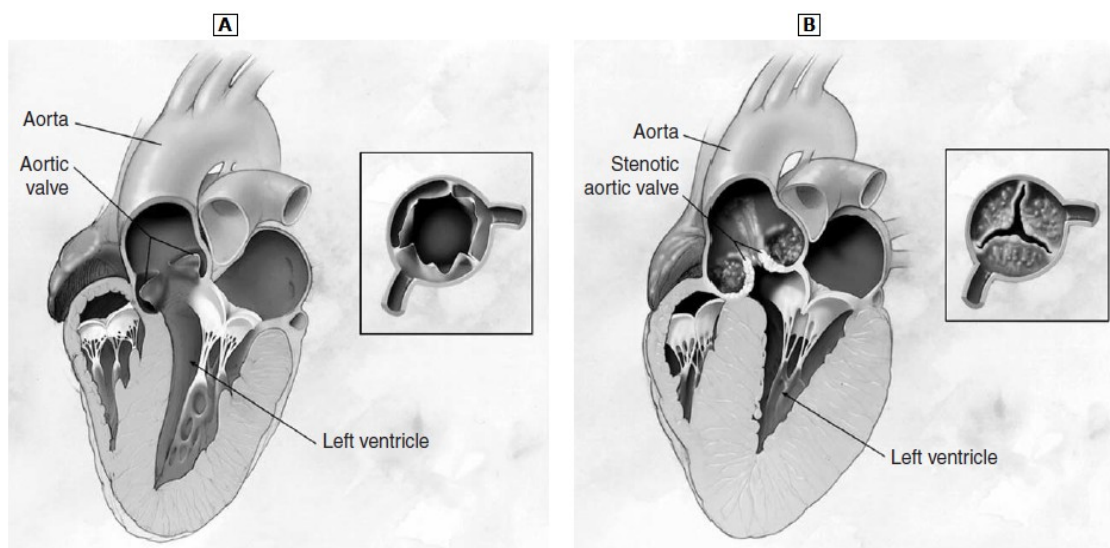 A
Aorta
Aortic
valve
Left ventricle
B
Aorta
Stenotic
aortic valve
Left ventricle